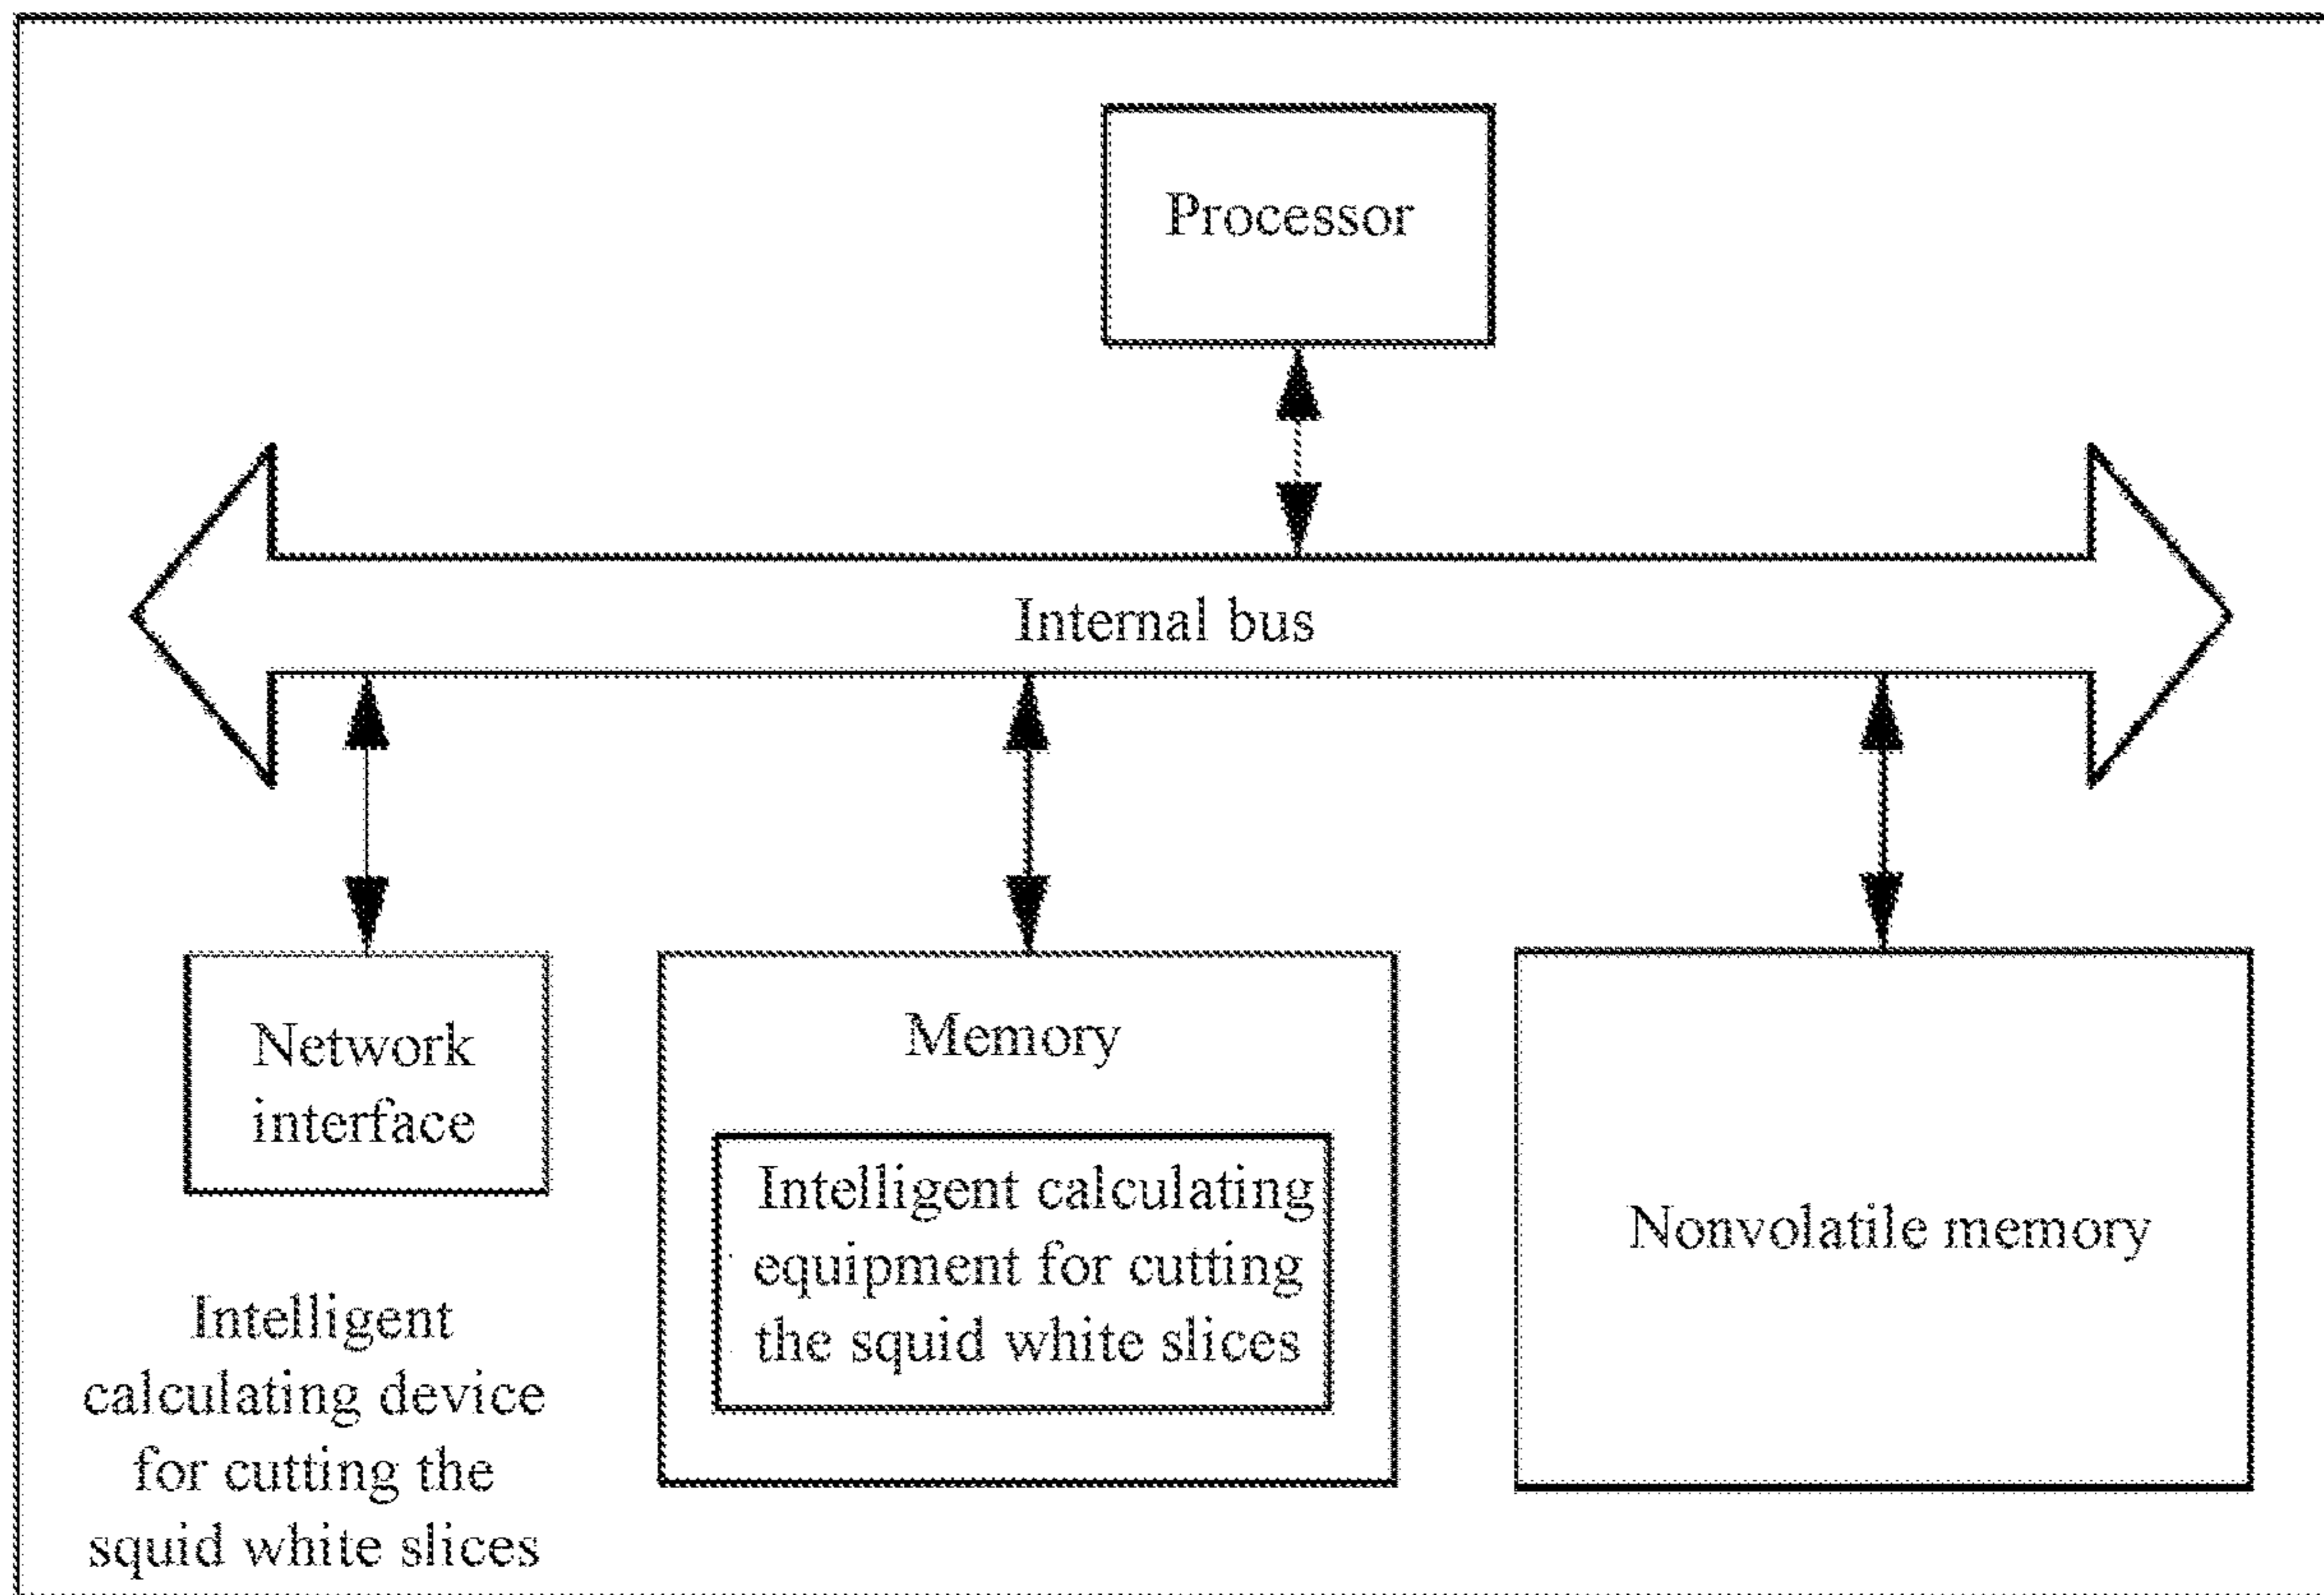 Processor
Internal bus
Network
interface
Memory
Intelligent calculating
equipment for cutting
the squid white slices
Nonvolatile memory
Intelligent
calculating device
for cutting the
squid white slices